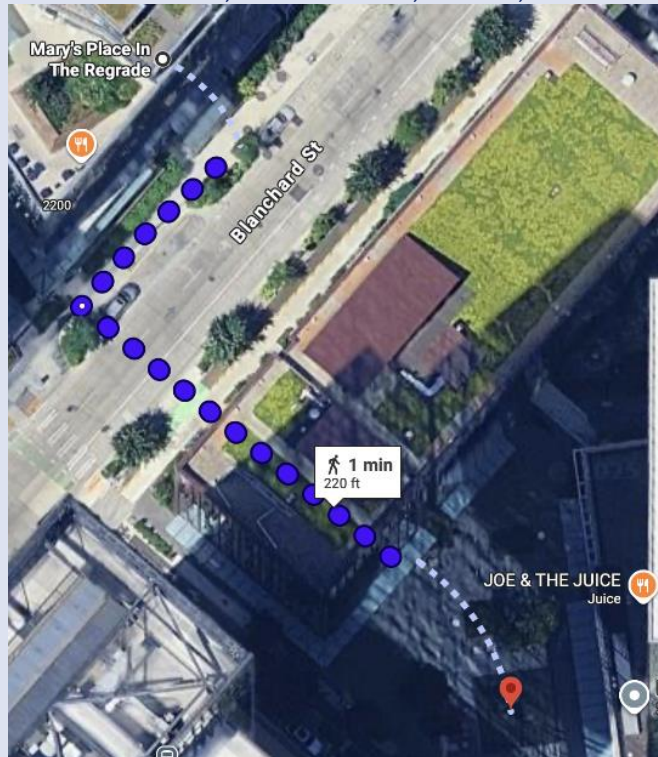 Mary's Place In
The Regrade
2200
Blanchard St
1 min
220 ft
JOE & THE JUICE
Juice